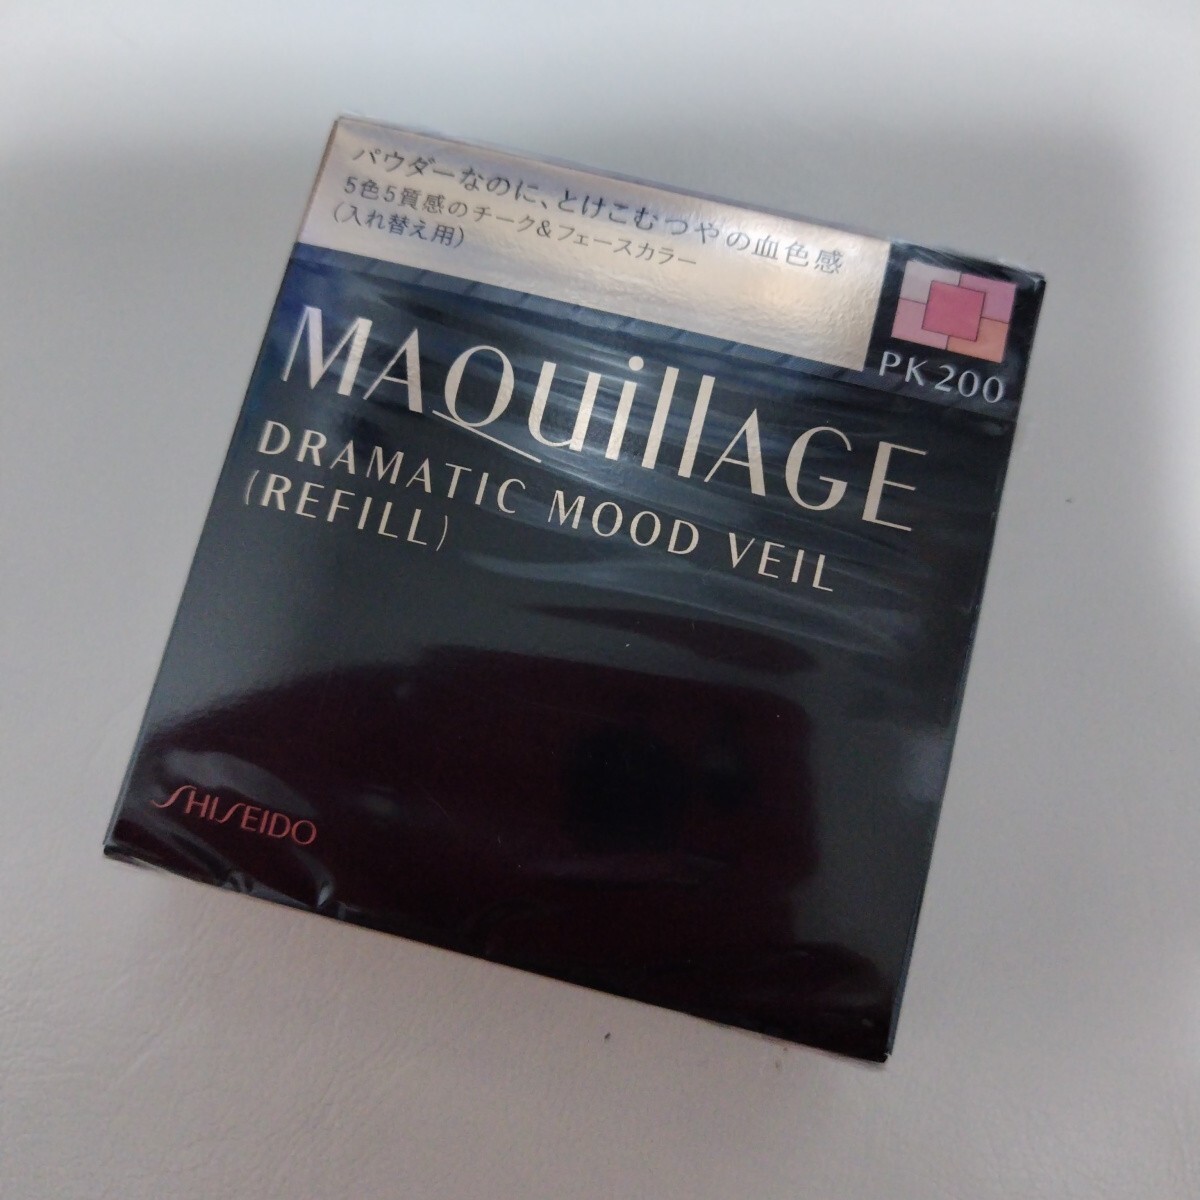 パウダーなのに、とけこむつやの血色感
5色5質感のチーク&フェースカラー
(入れ替え用)
PK200
MAQuillAGE
DRAMATIC MOOD VEIL
(REFILL)
SHISEIDO